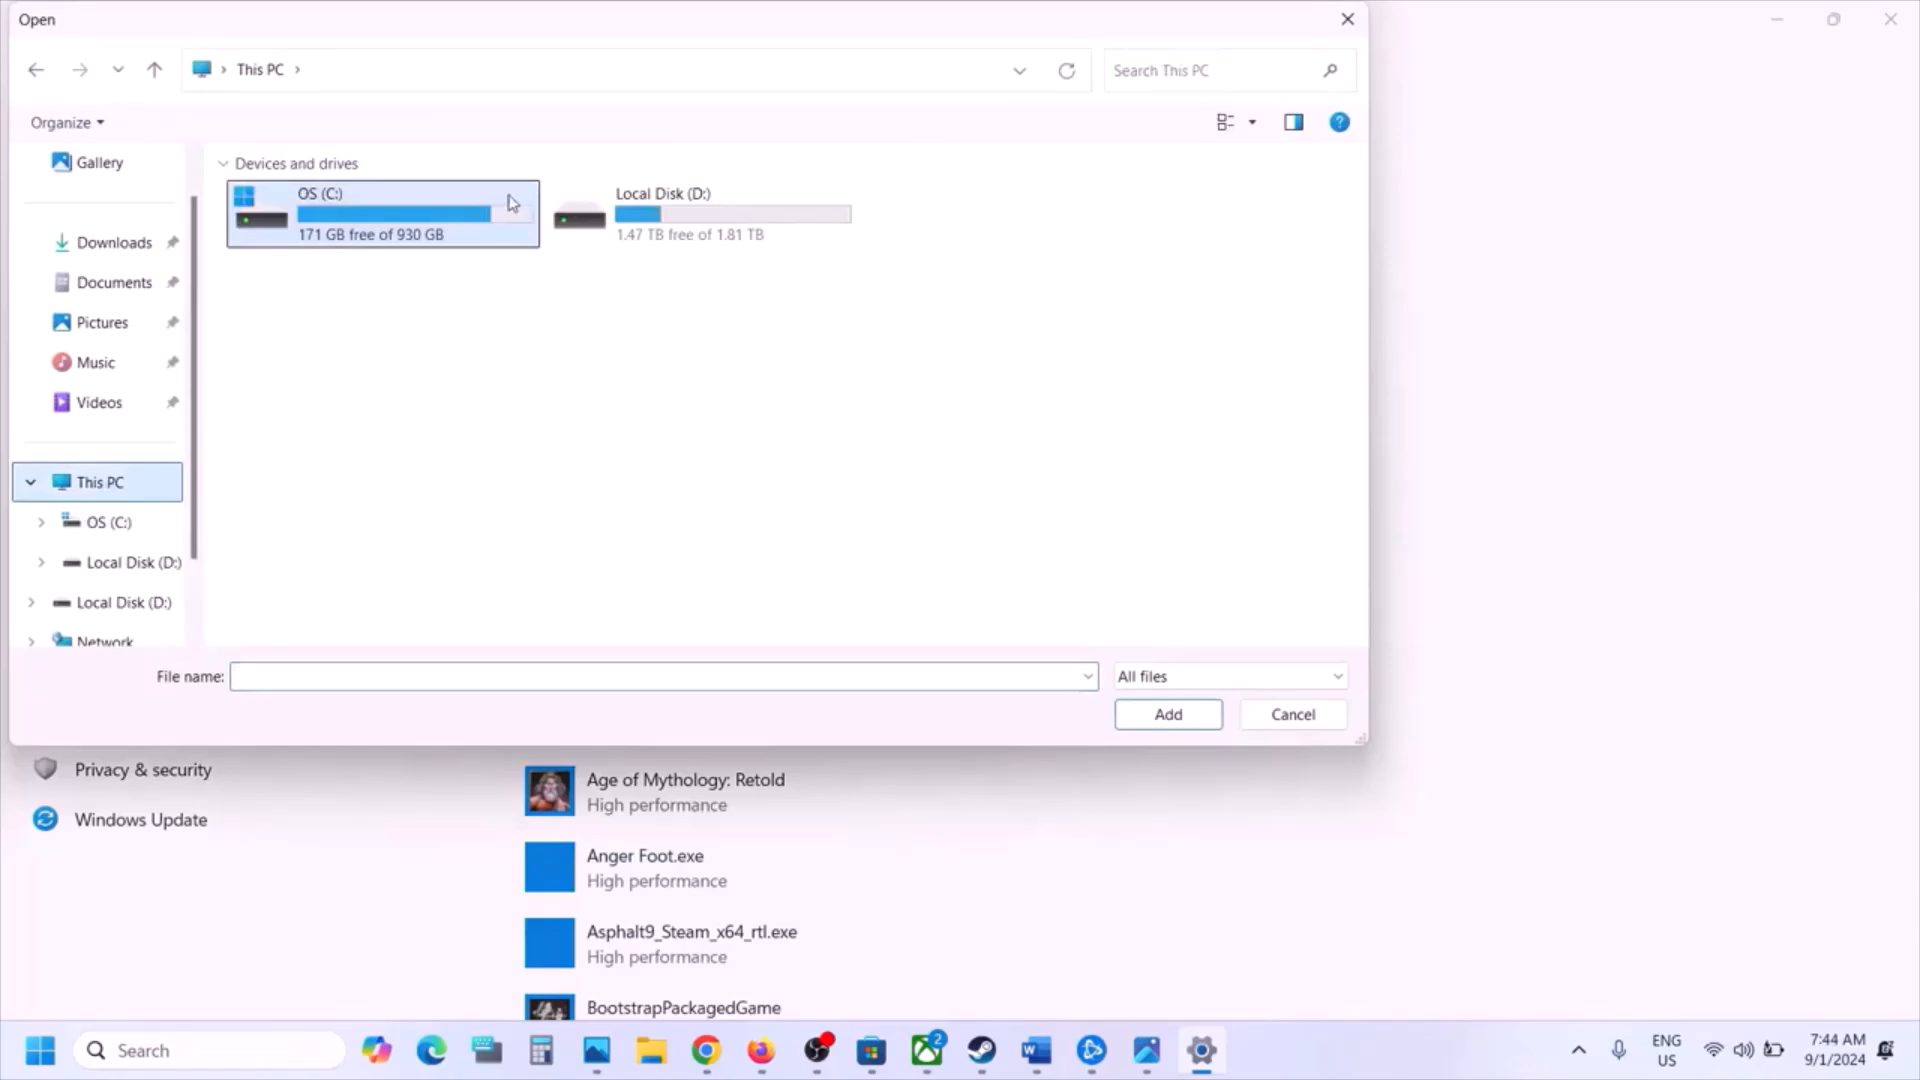 Open
This PC
Search This PC
Organize
Gallery
Downloads
Documents
Pictures
Music
Videos
This PC
OS (C:)
Local Disk (D:)
Local Disk (D:)
Network
Devices and drives
OS (C:)
171 GB free of 930 GB
Local Disk (D:)
1.47 TB free of 1.81 TB
File name:
All files
Add
Cancel
Privacy & security
Windows Update
Age of Mythology: Retold
High performance
Anger Foot.exe
High performance
Asphalt9_Steam_x64_rtl.exe
High performance
BootstrapPackagedGame
Search
2
ENG
US
7:44 AM
9/1/2024